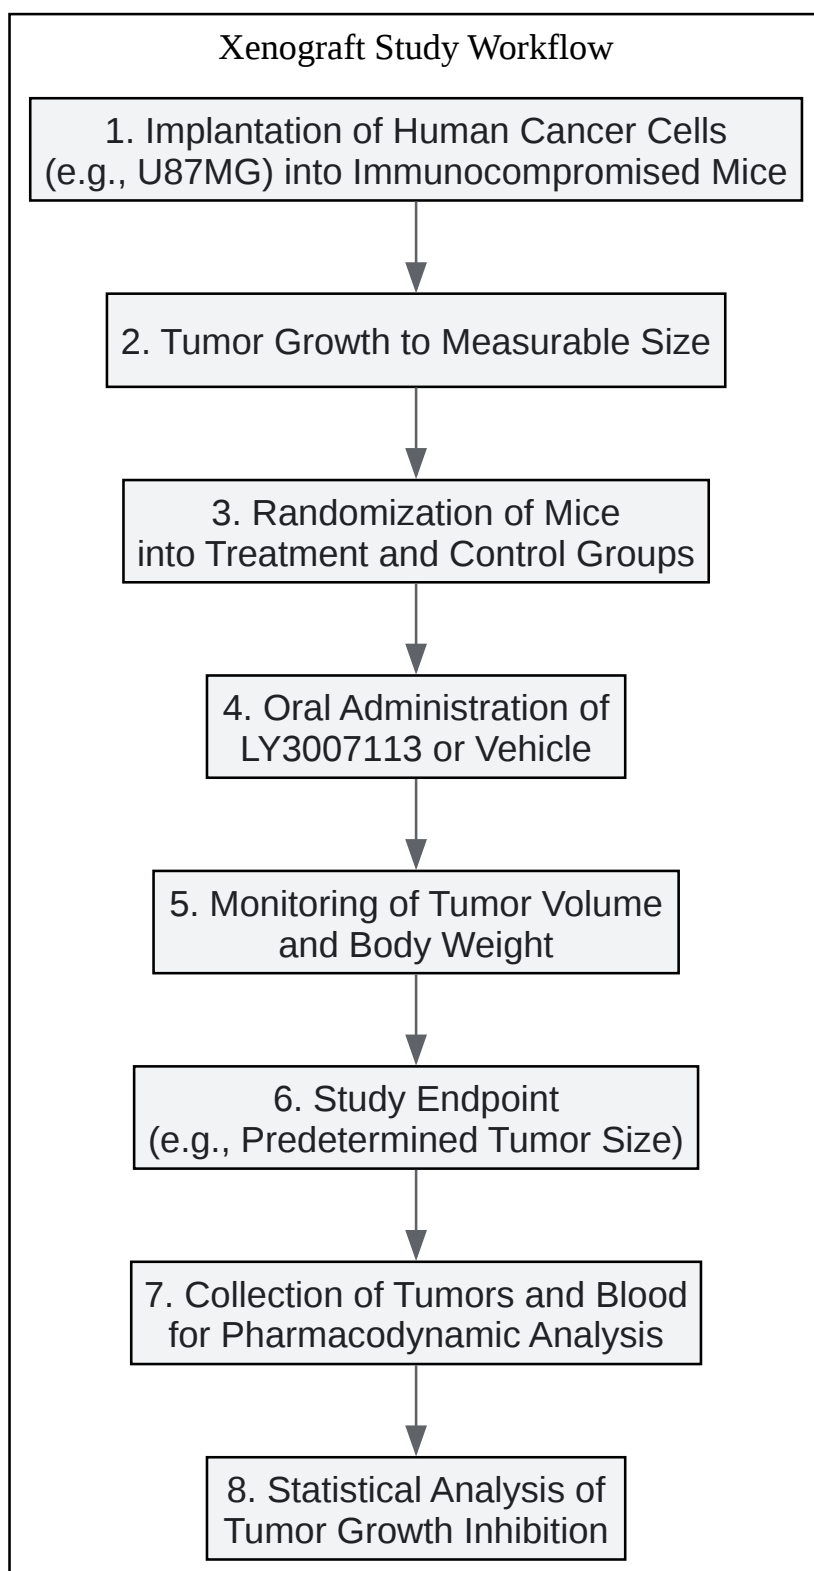 Xenograft Study Workflow
1. Implantation of Human Cancer Cells
(e.g., U87MG) into Immunocompromised Mice
2. Tumor Growth to Measurable Size
3. Randomization of Mice
into Treatment and Control Groups
4. Oral Administration of
LY3007113 or Vehicle
5. Monitoring of Tumor Volume
and Body Weight
6. Study Endpoint
(e.g., Predetermined Tumor Size)
7. Collection of Tumors and Blood
for Pharmacodynamic Analysis
8. Statistical Analysis of
Tumor Growth Inhibition